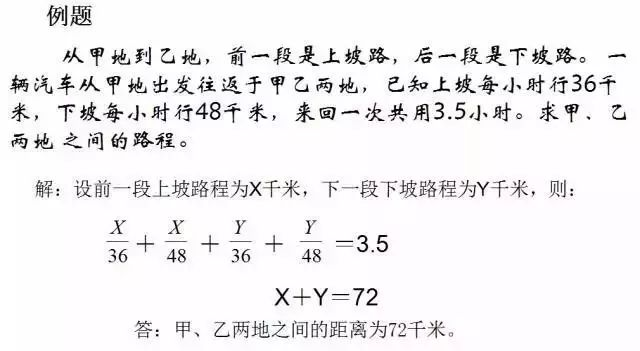 例题
从甲地到乙地，前一段是上坡路，后一段是下坡路。一
辆汽车从甲地出发往返于甲乙两地，已知上坡每小时行36千
米，下坡每小时行48千米，来回一次共用3.5小时。求甲、乙
两地之间的路程。
解：设前一段上坡路程为X千米，下一段下坡路程为Y千米，则：
X/36 + X/48 + Y/36 + Y/48 =3.5
X+Y=72
答：甲、乙两地之间的距离为72千米。